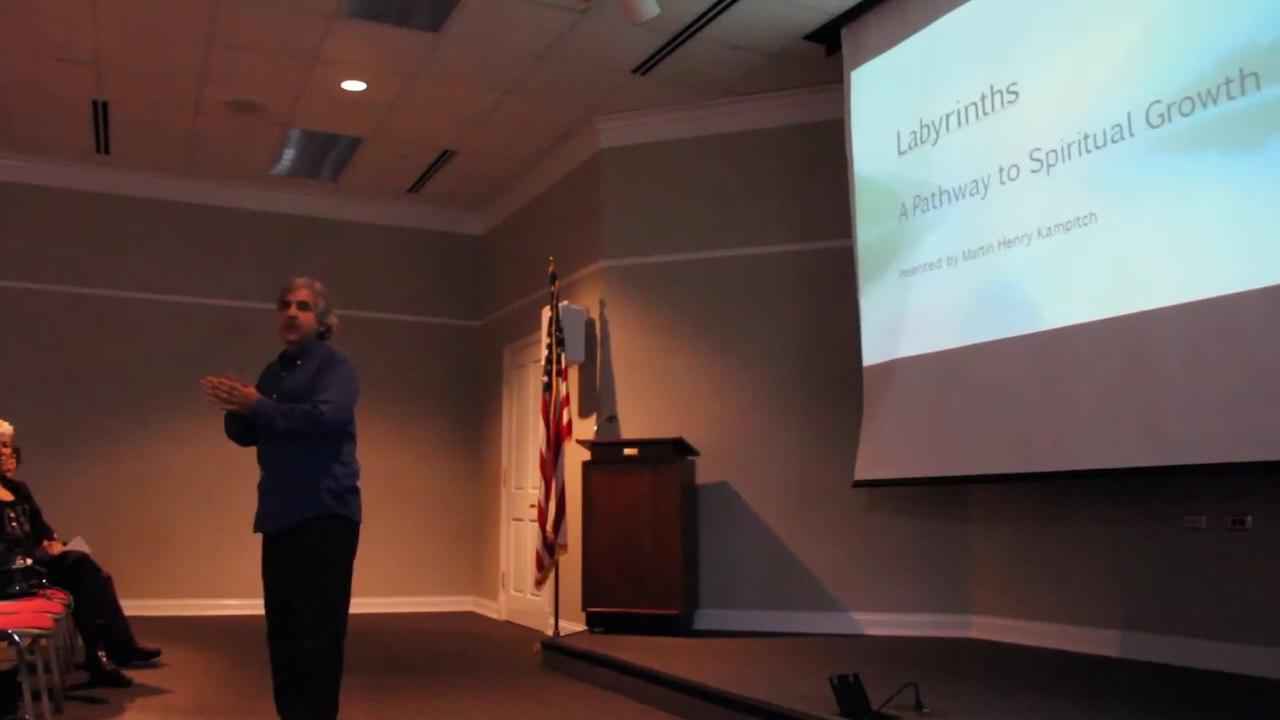 Labyrinths
A Pathway to Spiritual Growth
Presented by Martin Henry Kampitch